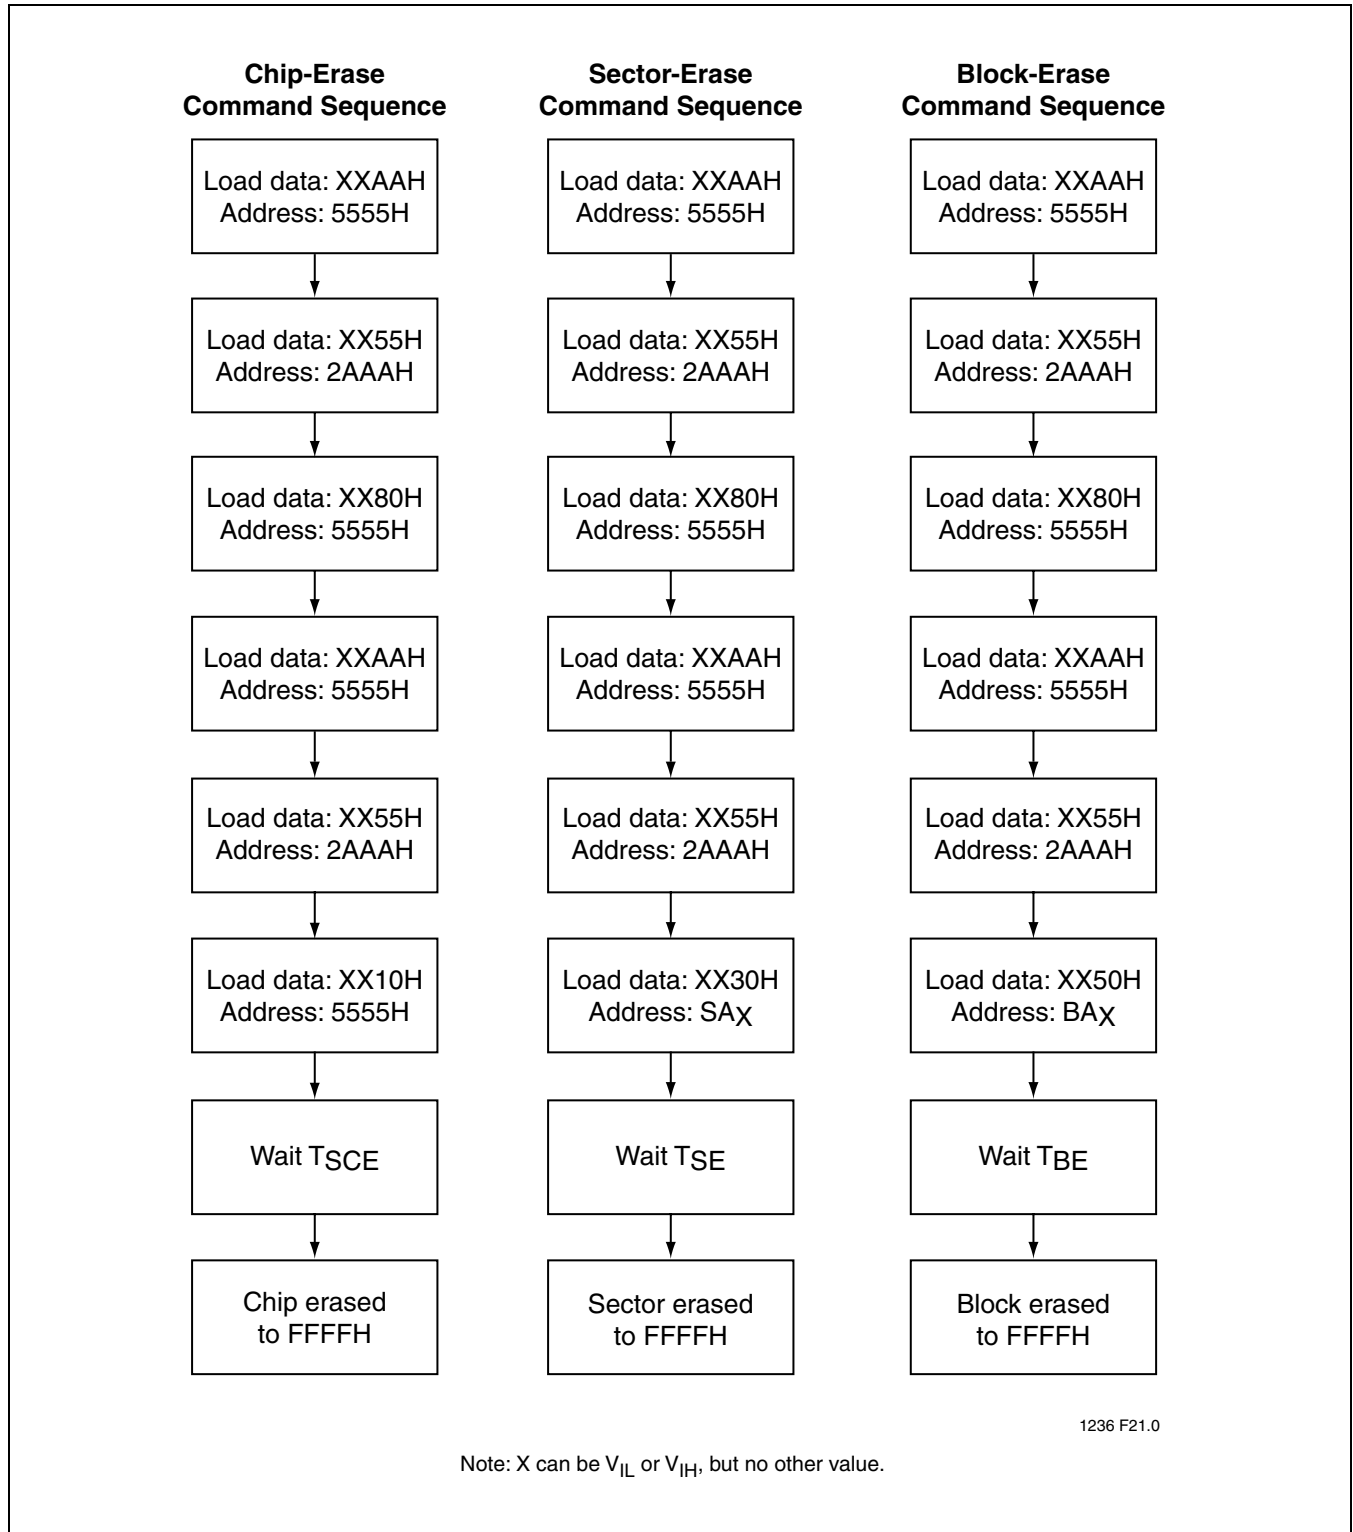 Chip-Erase
Command Sequence
Load data: XXAAH
Address: 5555H
Load data: XX55H
Address: 2AAAH
Load data: XX80H
Address: 5555H
Load data: XXAAH
Address: 5555H
Load data: XX55H
Address: 2AAAH
Load data: XX10H
Address: 5555H
Wait TSCE
Chip erased
to FFFFH
Sector-Erase
Command Sequence
Load data: XXAAH
Address: 5555H
Load data: XX55H
Address: 2AAAH
Load data: XX80H
Address: 5555H
Load data: XXAAH
Address: 5555H
Load data: XX55H
Address: 2AAAH
Load data: XX30H
Address: SAX
Wait TSE
Sector erased
to FFFFH
Block-Erase
Command Sequence
Load data: XXAAH
Address: 5555H
Load data: XX55H
Address: 2AAAH
Load data: XX80H
Address: 5555H
Load data: XXAAH
Address: 5555H
Load data: XX55H
Address: 2AAAH
Load data: XX50H
Address: BAX
Wait TBE
Block erased
to FFFFH
1236 F21.0
Note: X can be VIL or VIH, but no other value.